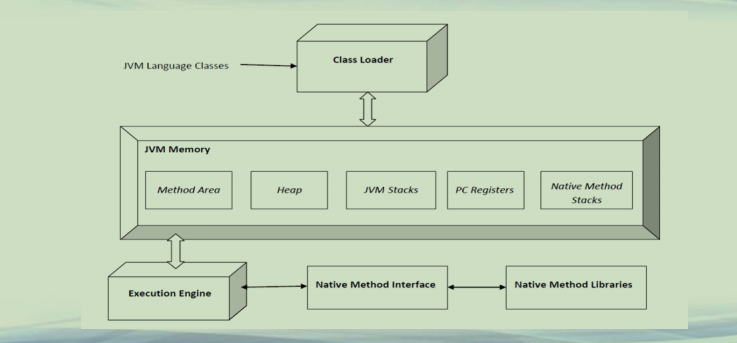 Class Loader
JVM Language Classes
JVM Memory
Method Area
Heap
JVM Stacks
PC Registers
Native Method
Stacks
Execution Engine
Native Method Interface
Native Method Libraries